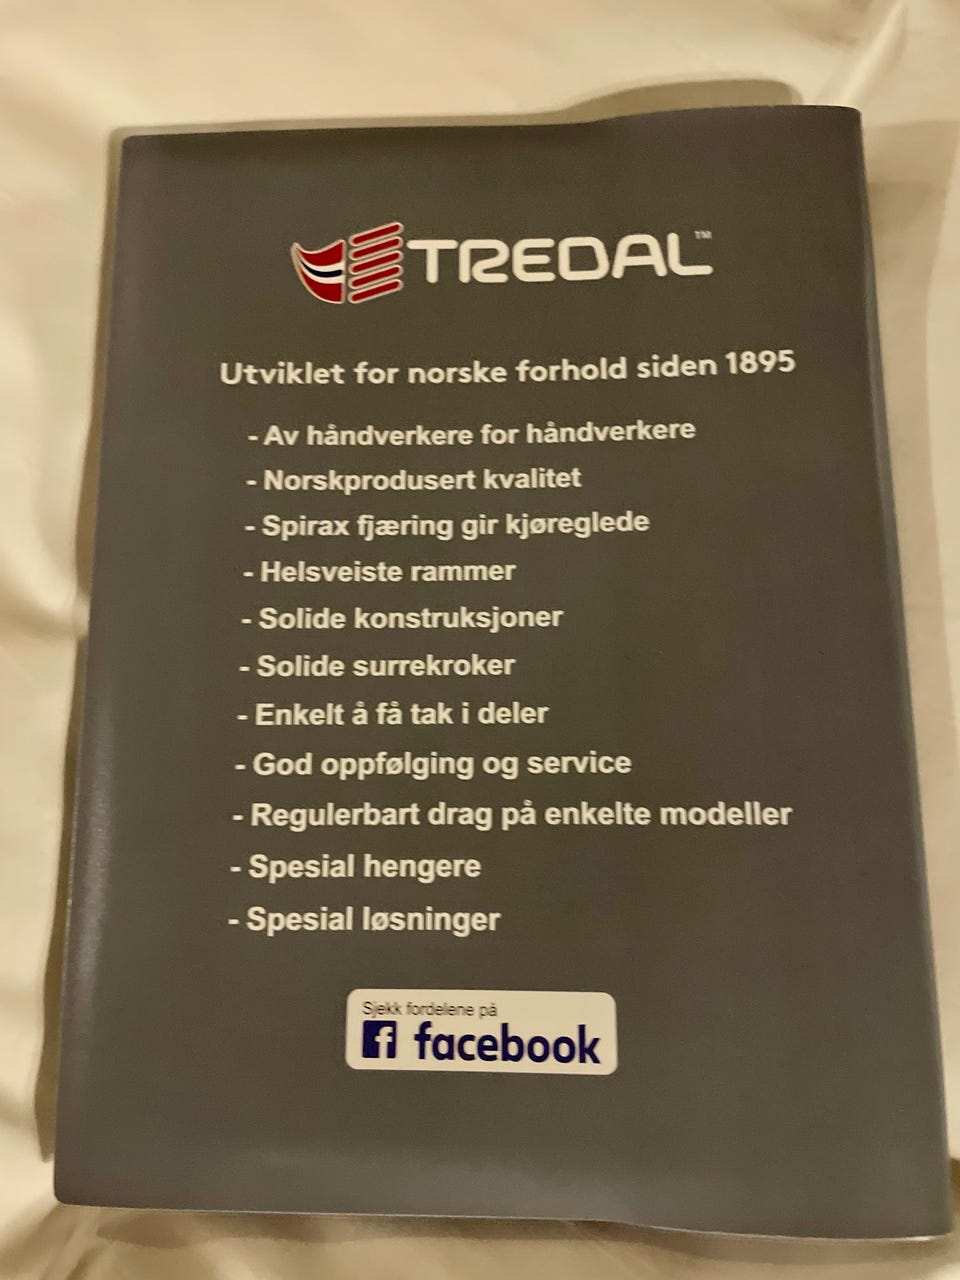 TREDAL™
Utviklet for norske forhold siden 1895
- Av håndverkere for håndverkere
- Norskprodusert kvalitet
- Spirax fjæring gir kjøreglede
- Helsveiste rammer
- Solide konstruksjoner
- Solide surrekroker
- Enkelt å få tak i deler
- God oppfølging og service
- Regulerbart drag på enkelte modeller
- Spesial hengere
- Spesial løsninger
Sjekk fordelene på
f facebook